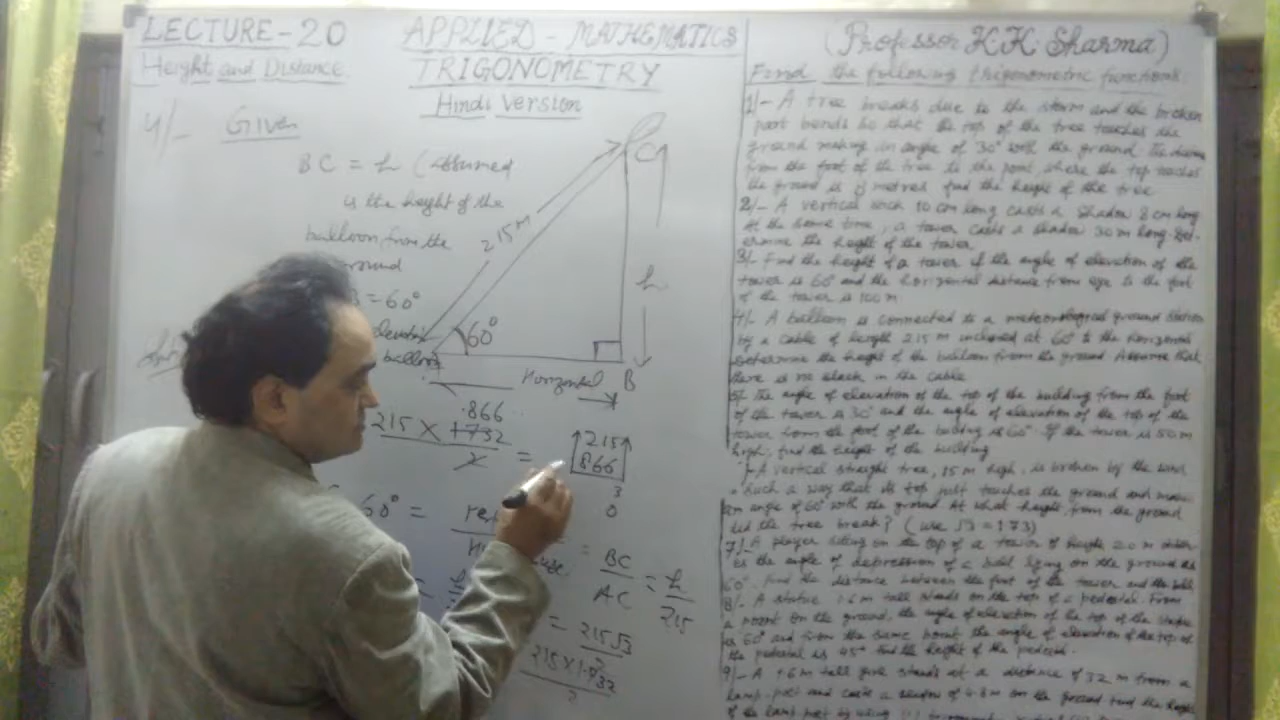 LECTURE-20
Height and Distance
APPLIED - MATHEMATICS
TRIGONOMETRY
Hindi Version
(Professor K.K. Sharma)
4/- Given
BC = h (Assumed
is the height of the
balloon from the
round
= 60°
balloon
215 m
C
h
60°
Horizontal
B
.866
215 × 1.732
2
=
215
866
3
0
60° =
=
BC
AC
=
h
215
=
215√3
2
215×1.732
2
Find the following trigonometric functions:
1/- A tree breaks due to the storm and the broken
part bends so that the top of the tree touches the
ground making an angle of 30° with the ground. The distance
from the foot of the tree to the point where the top touches
the ground is 8 metres find the height of the tree
2/- A vertical stick 10 cm long casts a shadow 8 cm long
At the same time, a tower casts a shadow 30 m long. Det-
ermine the height of the tower
3/- Find the height of a tower if the angle of elevation of the
tower is 60° and the horizontal distance from eye to the foot
of the tower is 100 m
4/- A balloon is connected to a meteorological ground station
by a cable of length 215 m inclined at 60° to the horizontal
determine the height of the balloon from the ground Assume that
there is no slack in the cable
5/- The angle of elevation of the top of the building from the foot
of the tower is 30° and the angle of elevation of the top of the
tower from the foot of the building is 60°. If the tower is 50 m
high, find the height of the building
A vertical straight tree, 15 m high, is broken by the wind
such a way that its top just touches the ground and makes
an angle of 60° with the ground At what height from the ground
did the tree break? (use √3 = 1.73)
7/- A player sitting on the top of a tower of height 20 m obser-
es the angle of depression of a ball lying on the ground as
60°. Find the distance between the foot of the tower and the ball
8/- A statue 1.6 m tall stands on the top of a pedestal. From
a point on the ground, the angle of elevation of the top of the statue
is 60° and from the same point the angle of elevation of the top of
the pedestal is 45° find the height of the pedestal.
9/- A 1.6 m tall girl stands at a distance of 3.2 m from a
lamp-post and casts a shadow of 4.8 m on the ground find the height
of the lamp post by using